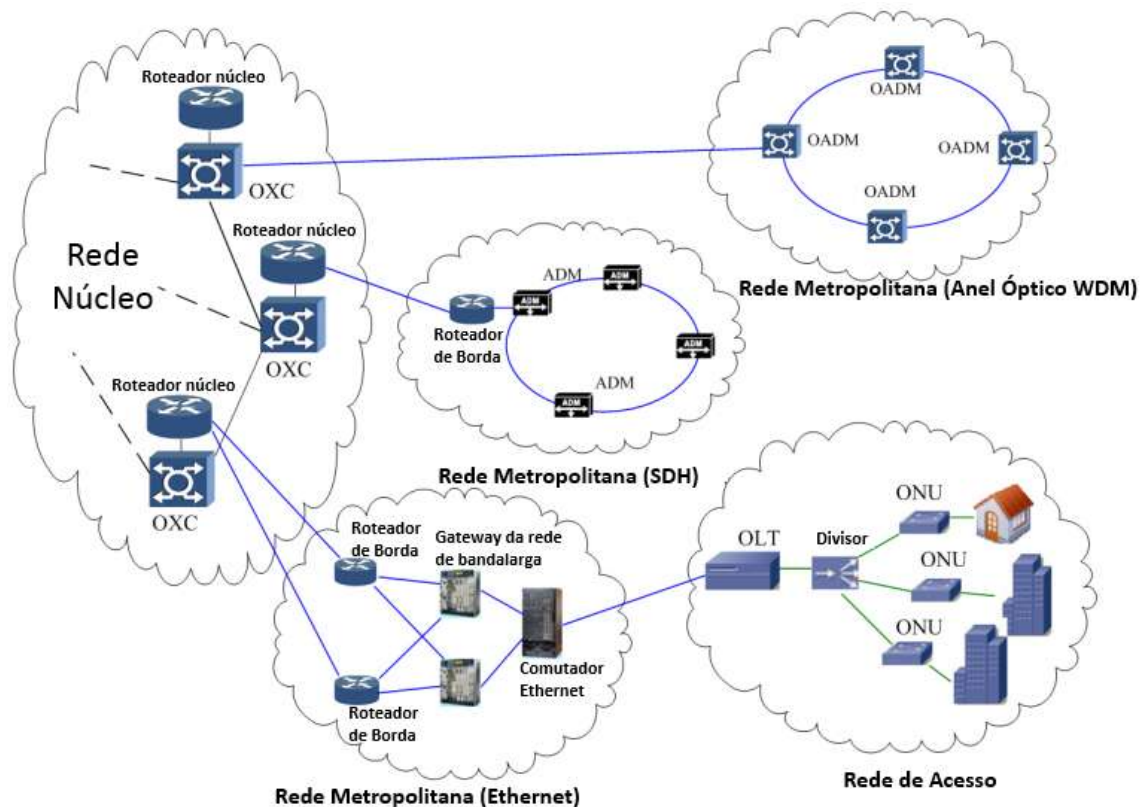 Roteador núcleo
OXC
Roteador núcleo
OXC
Rede
Núcleo
Roteador núcleo
OXC
OADM
OADM
OADM
OADM
Rede Metropolitana (Anel Óptico WDM)
ADM
ADM
ADM
ADM
ADM
Roteador
de Borda
Rede Metropolitana (SDH)
Roteador
de Borda
Gateway da rede
de bandalarga
Comutador
Ethernet
Roteador
de Borda
Rede Metropolitana (Ethernet)
OLT
Divisor
ONU
ONU
ONU
Rede de Acesso